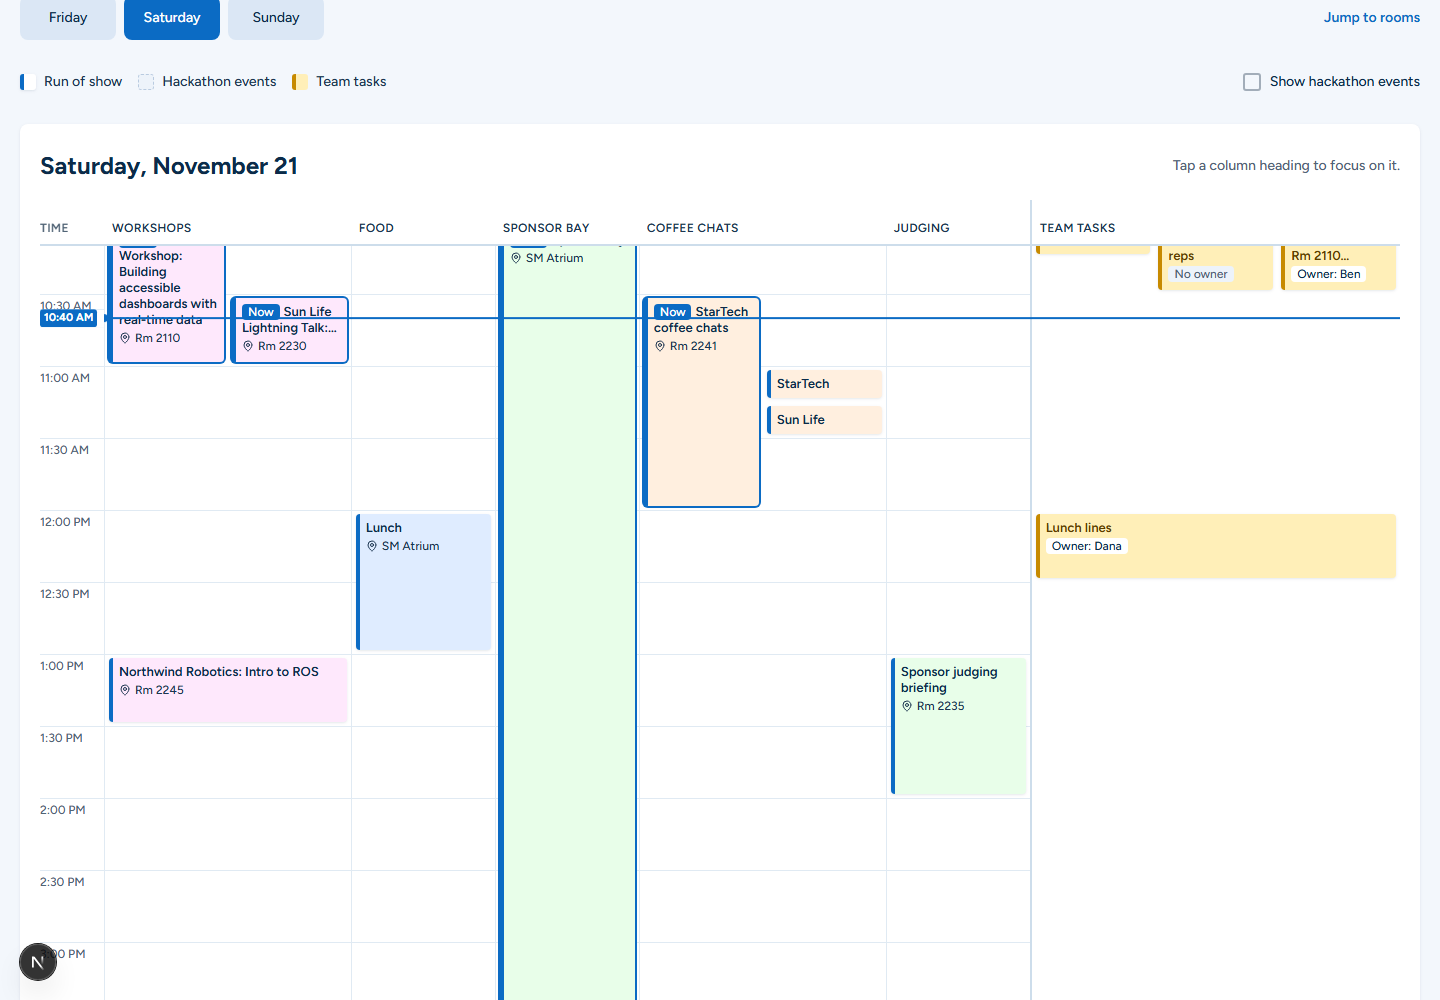 Friday
Saturday
Sunday
Jump to rooms
Run of show
Hackathon events
Team tasks
Show hackathon events
Saturday, November 21
Tap a column heading to focus on it.
TIME
WORKSHOPS
FOOD
SPONSOR BAY
COFFEE CHATS
JUDGING
TEAM TASKS
Workshop:
Building
accessible
dashboards with
real-time data
Rm 2110
SM Atrium
reps
No owner
Rm 2110...
Owner: Ben
10:30 AM
10:40 AM
Now Sun Life
Lightning Talk:...
Rm 2230
Now StarTech
coffee chats
Rm 2241
11:00 AM
StarTech
Sun Life
11:30 AM
12:00 PM
Lunch
SM Atrium
Lunch lines
Owner: Dana
12:30 PM
1:00 PM
Northwind Robotics: Intro to ROS
Rm 2245
Sponsor judging
briefing
Rm 2235
1:30 PM
2:00 PM
2:30 PM
:00 PM
N